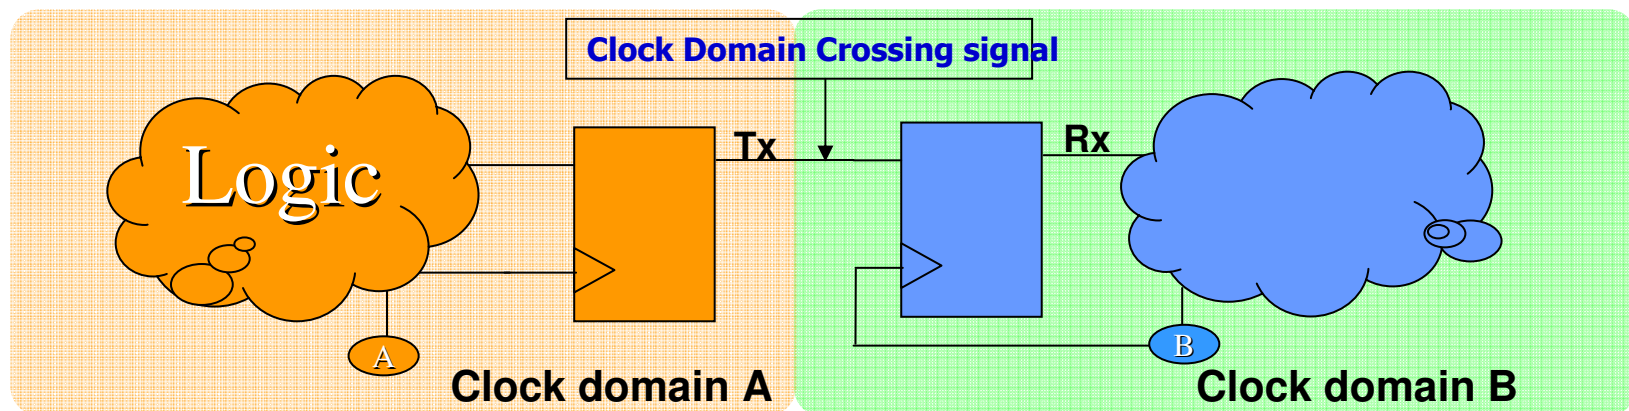 Clock Domain Crossing signal
Logic
Tx
Rx
A
B
Clock domain A
Clock domain B